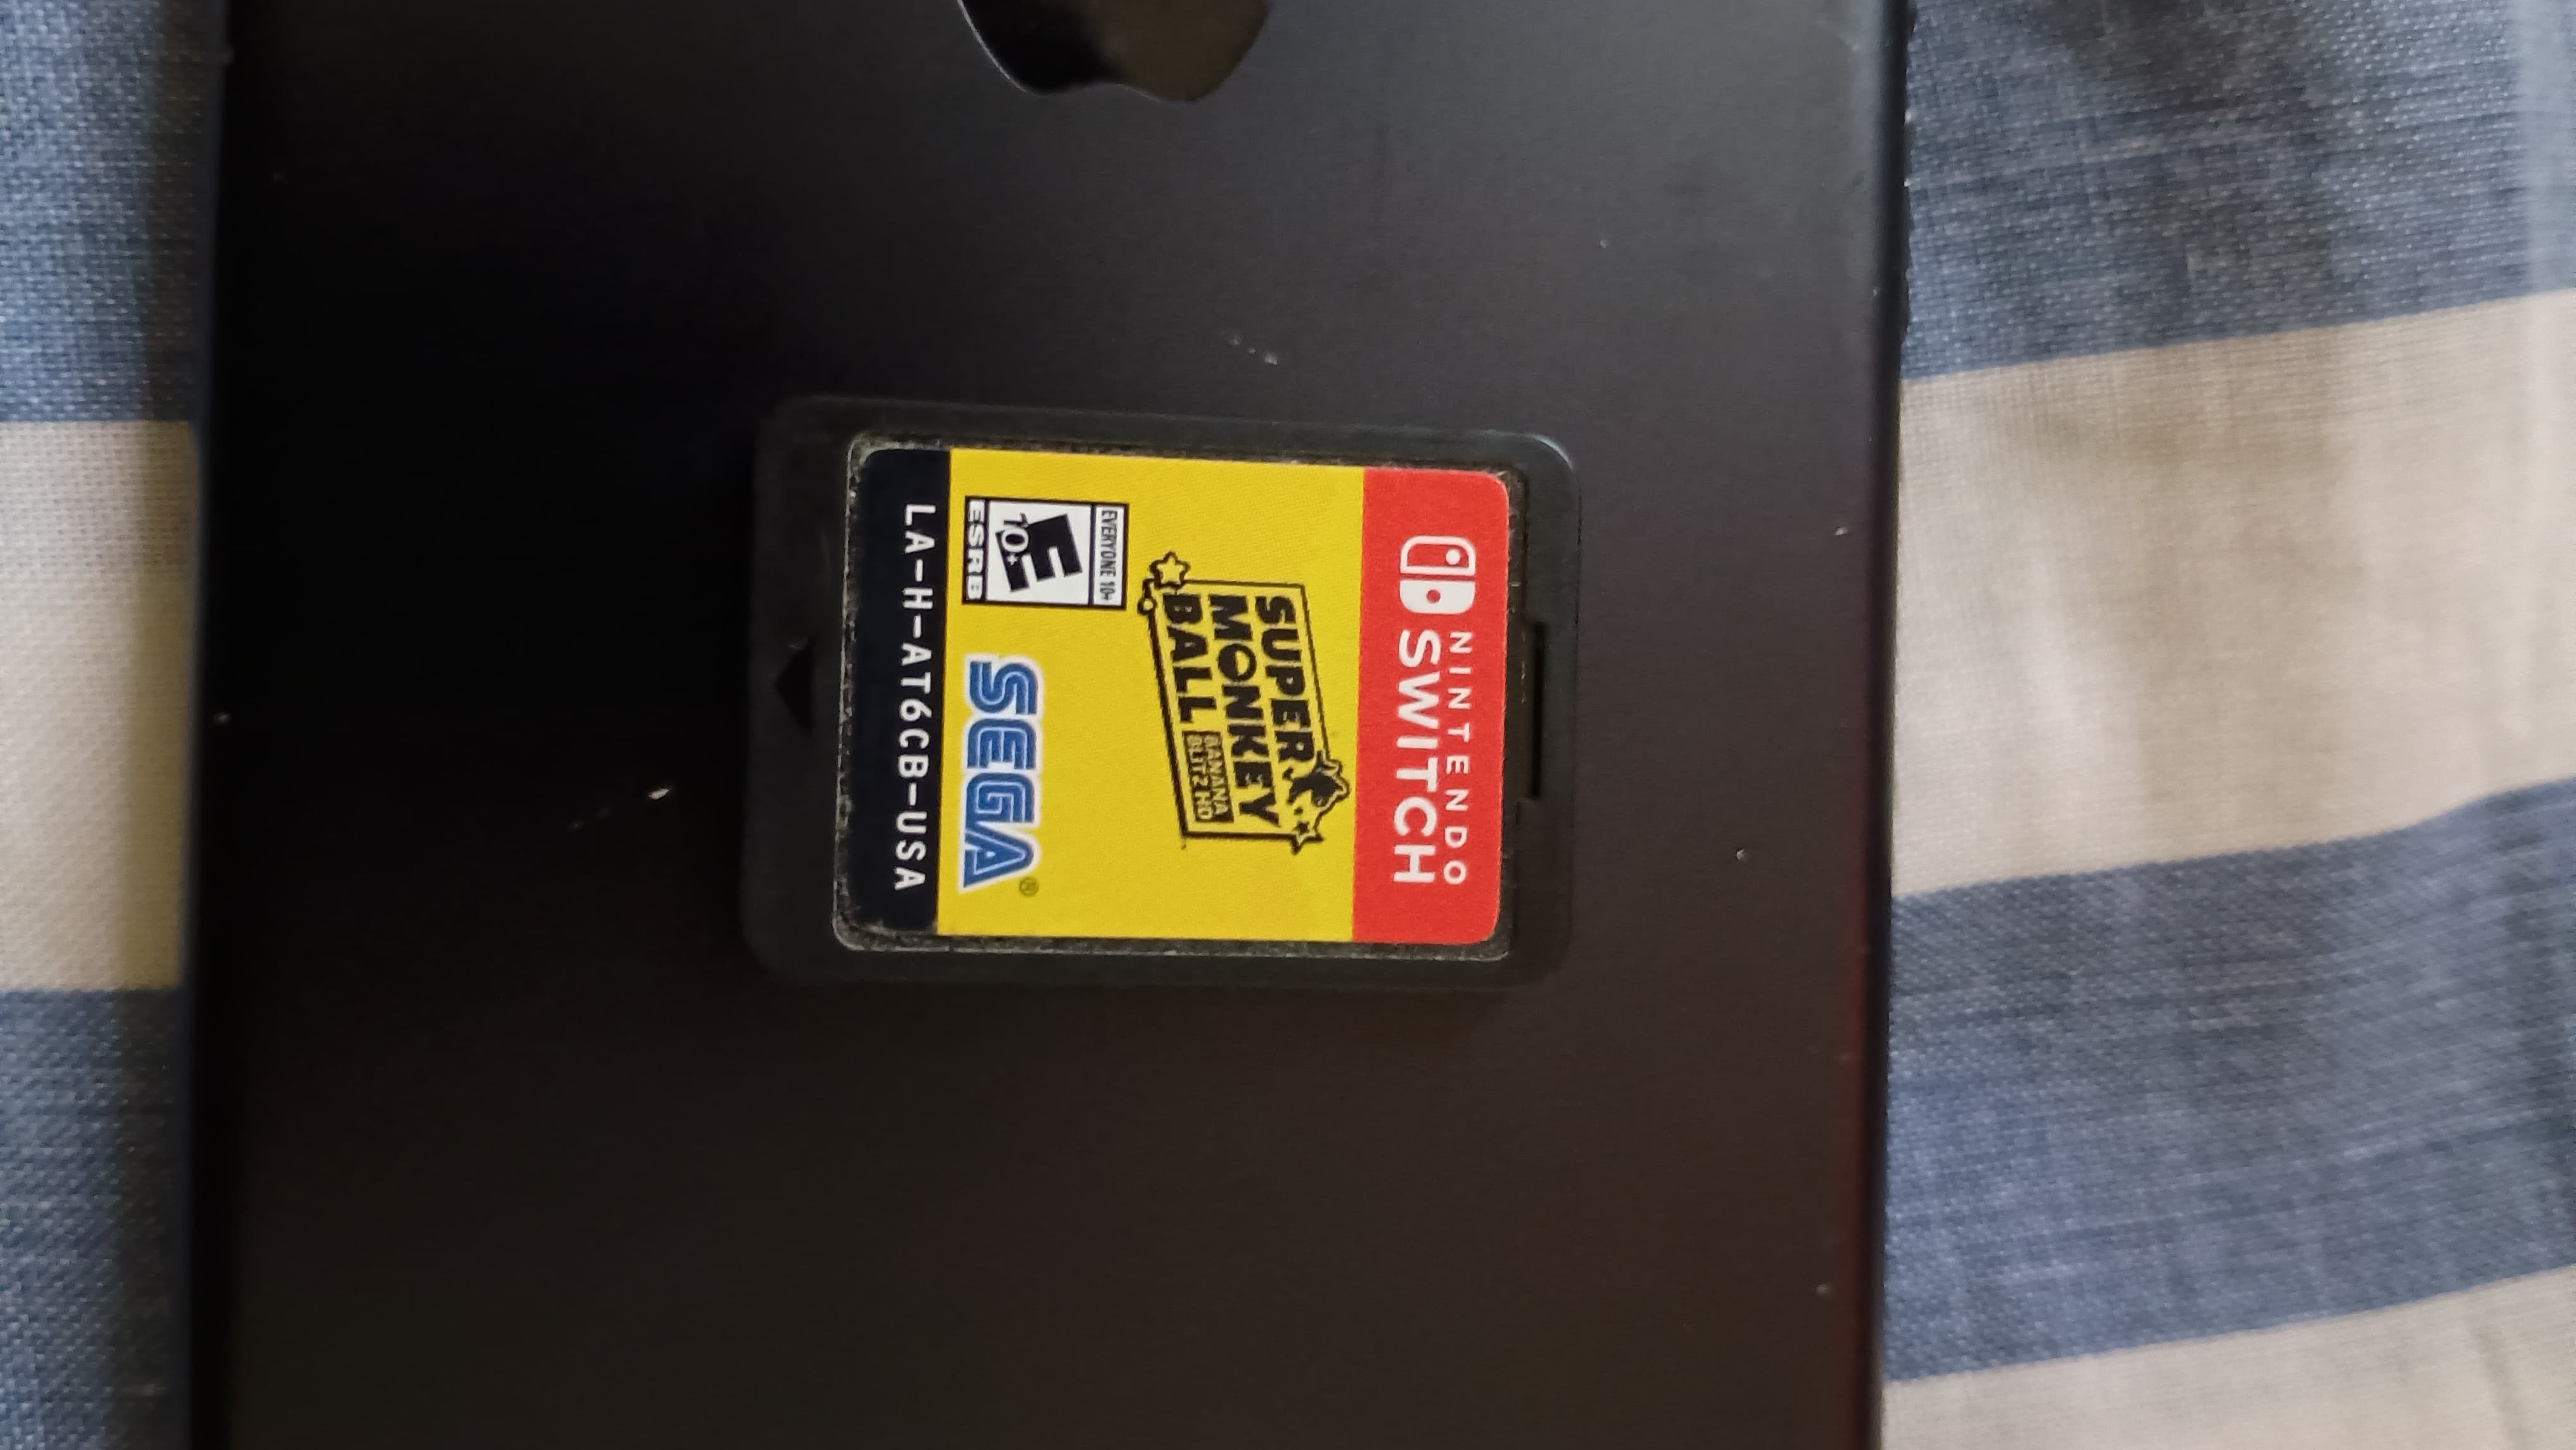 NINTENDO
SWITCH
SUPER
MONKEY
BALL
BANANA
BLITZ HD
EVERYONE 10+
E
10+
ESRB
SEGA®
LA-H-AT6CB-USA